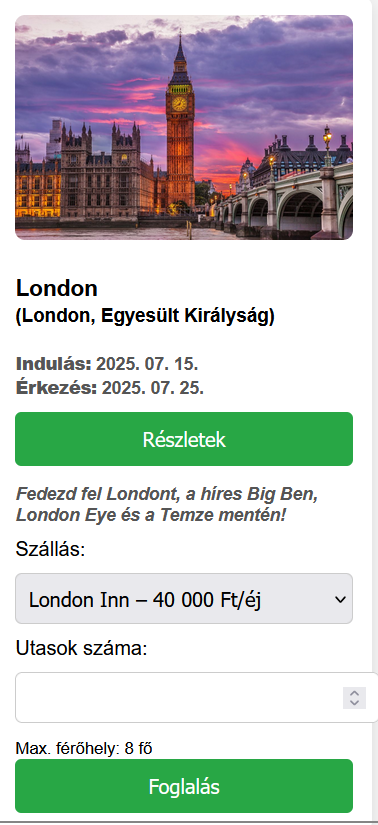 London
(London, Egyesült Királyság)
Indulás: 2025. 07. 15.
Érkezés: 2025. 07. 25.
Részletek
Fedezd fel Londont, a híres Big Ben,
London Eye és a Temze mentén!
Szállás:
London Inn – 40 000 Ft/éj
Utasok száma:
Max. férőhely: 8 fő
Foglalás